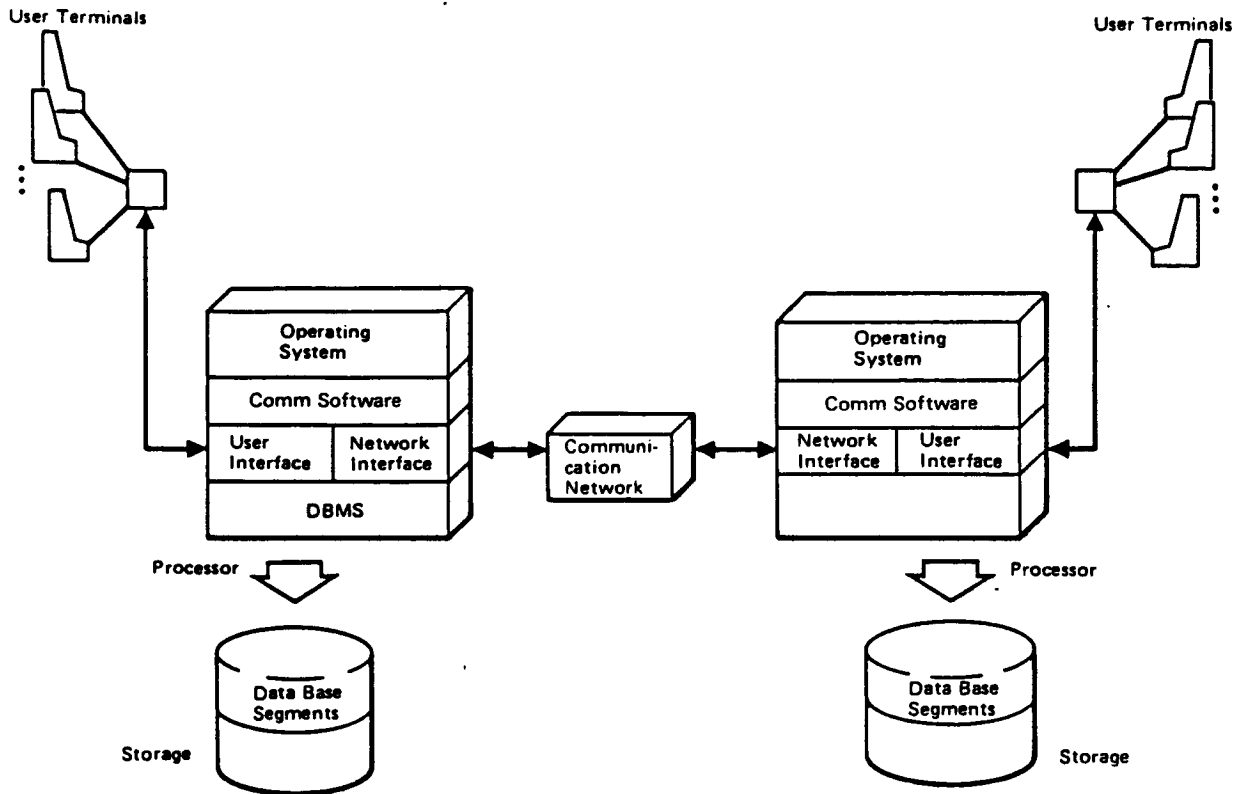 User Terminals
User Terminals
Operating
System
Comm Software
User
Interface
Network
Interface
DBMS
Communi-
cation
Network
Operating
System
Comm Software
Network
Interface
User
Interface
Processor
Processor
Data Base
Segments
Storage
Data Base
Segments
Storage